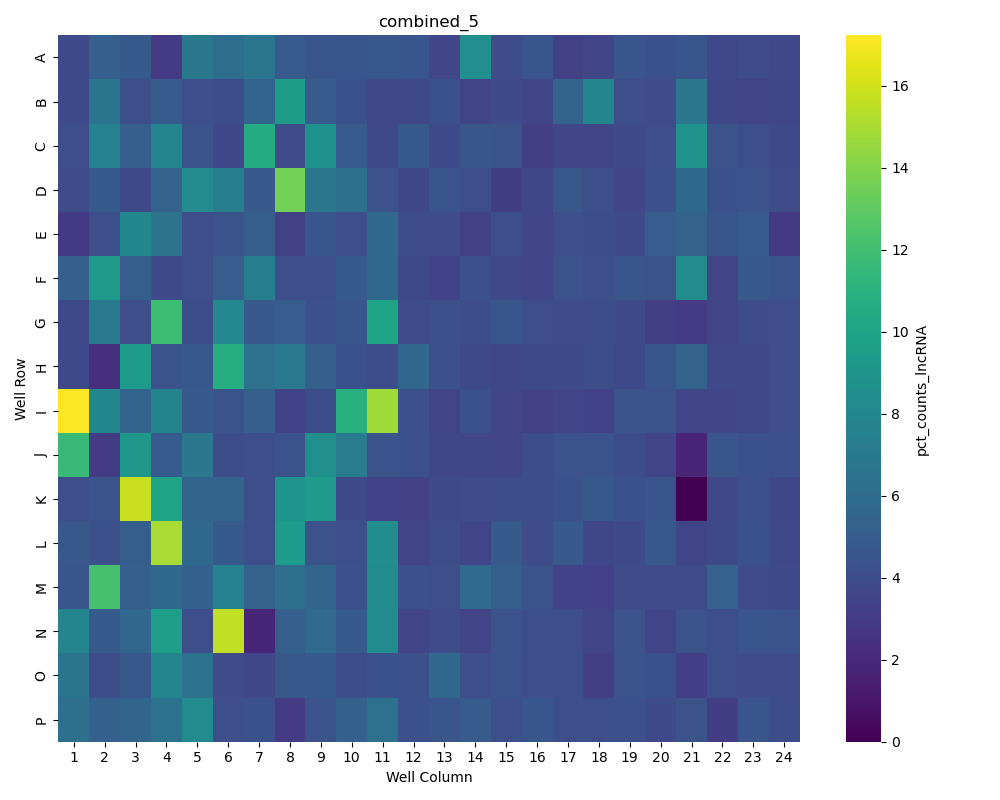 combined_5
A
B
C
D
E
F
G
H
I
J
K
L
M
N
O
P
Well Row
1 2 3 4 5 6 7 8 9 10 11 12 13 14 15 16 17 18 19 20 21 22 23 24
Well Column
16
14
12
10
8
6
4
2
0
pct_counts_lncRNA